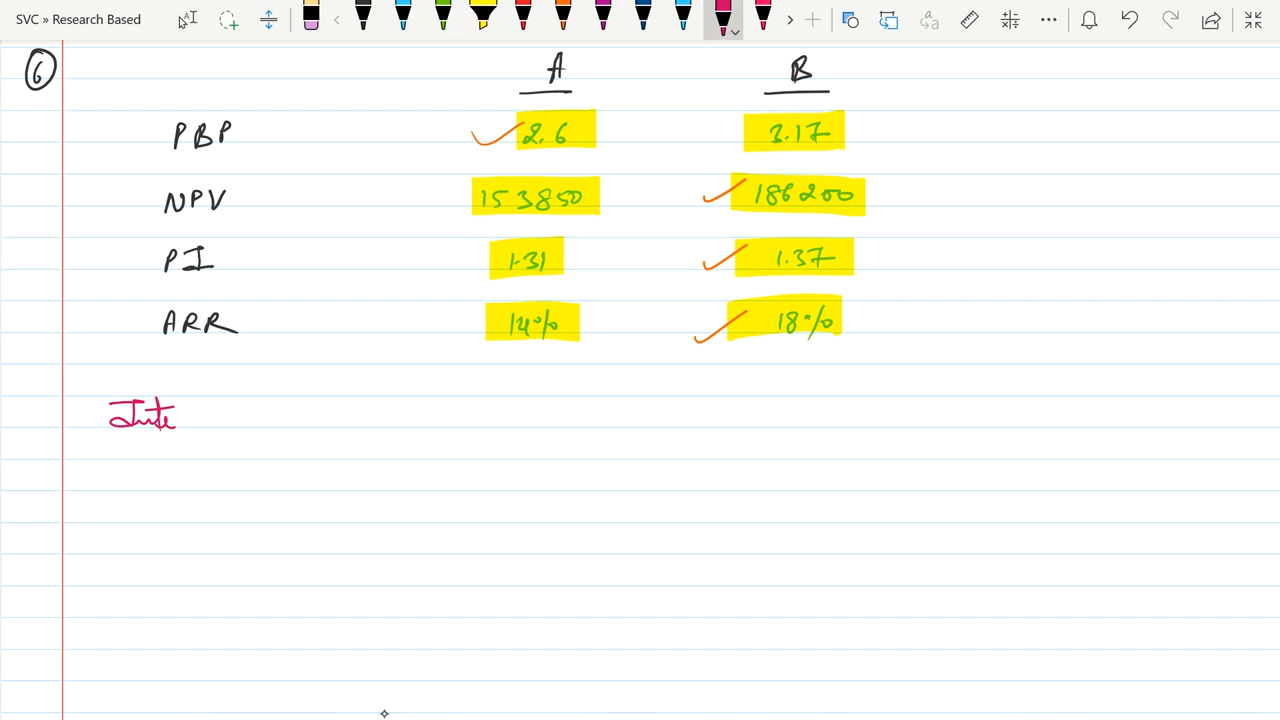 SVC » Research Based
6
A B
PBP 2.6 3.17
NPV 153850 186200
PI 1.31 1.37
ARR 14% 18%
Inte